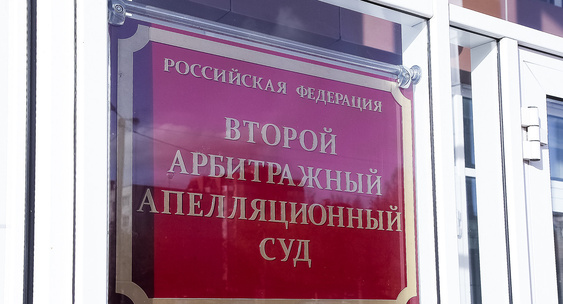 РОССИЙСКАЯ ФЕДЕРАЦИЯ
ВТОРОЙ
АРБИТРАЖНЫЙ
АПЕЛЛЯЦИОННЫЙ
СУД